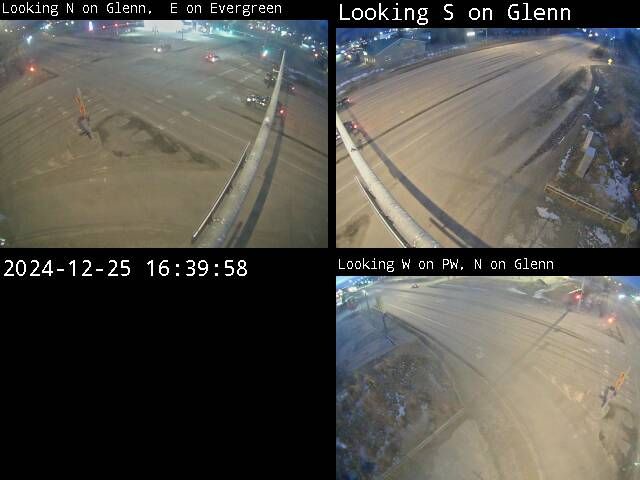 Looking N on Glenn, E on Evergreen
Looking S on Glenn
2024-12-25 16:39:58
Looking W on PW, N on Glenn